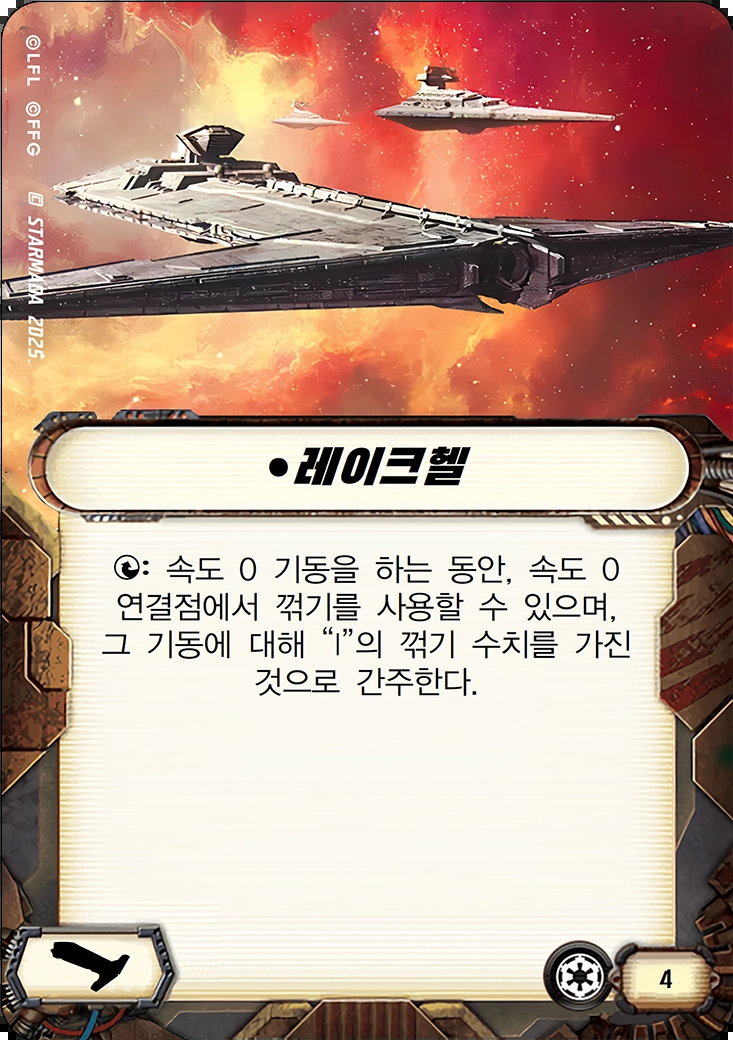 ©LFL ©FFG STARMADA 2025.
•레이크헬
: 속도 0 기동을 하는 동안, 속도 0
연결점에서 꺾기를 사용할 수 있으며,
그 기동에 대해 “I”의 꺾기 수치를 가진
것으로 간주한다.
4